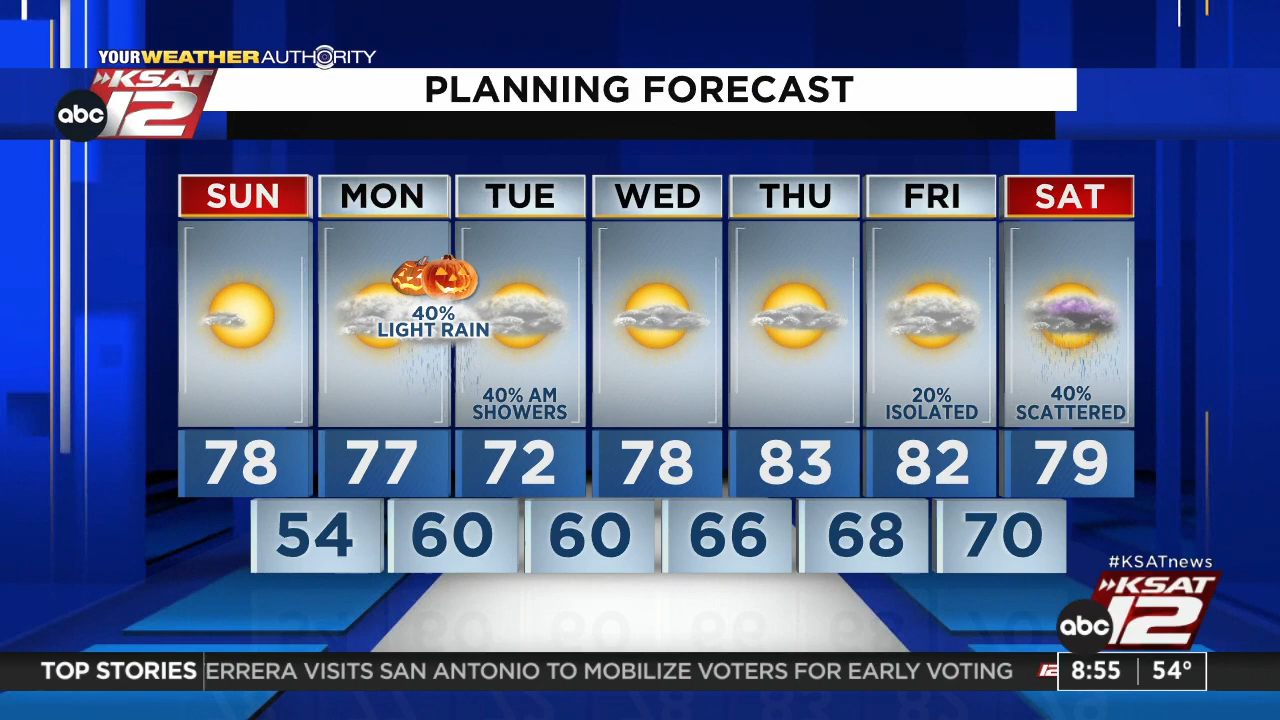 YOURWEATHERAUTHORITY
KSAT
abc 12
PLANNING FORECAST
SUN MON TUE WED THU FRI SAT
40%
LIGHT RAIN
40% AM
SHOWERS
20%
ISOLATED
40%
SCATTERED
78 77 72 78 83 82 79
54 60 60 66 68 70
#KSATnews
KSAT
abc 12
TOP STORIES ERRERA VISITS SAN ANTONIO TO MOBILIZE VOTERS FOR EARLY VOTING 12 8:55 54°